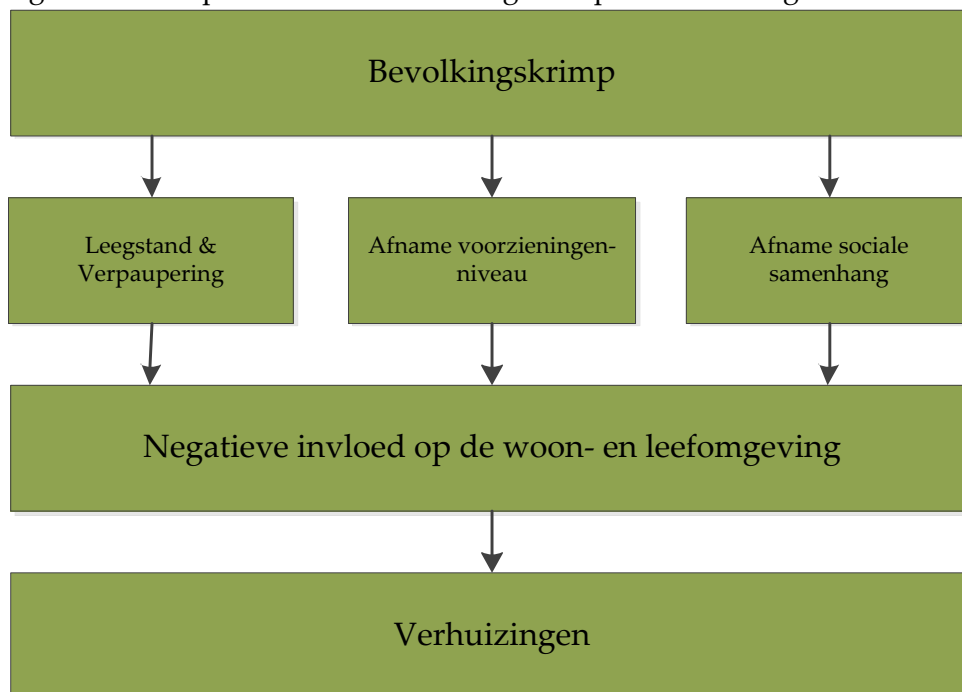 Bevolkingskrimp
Leegstand &
Verpaupering
Afname voorzieningen-
niveau
Afname sociale
samenhang
Negatieve invloed op de woon- en leefomgeving
Verhuizingen